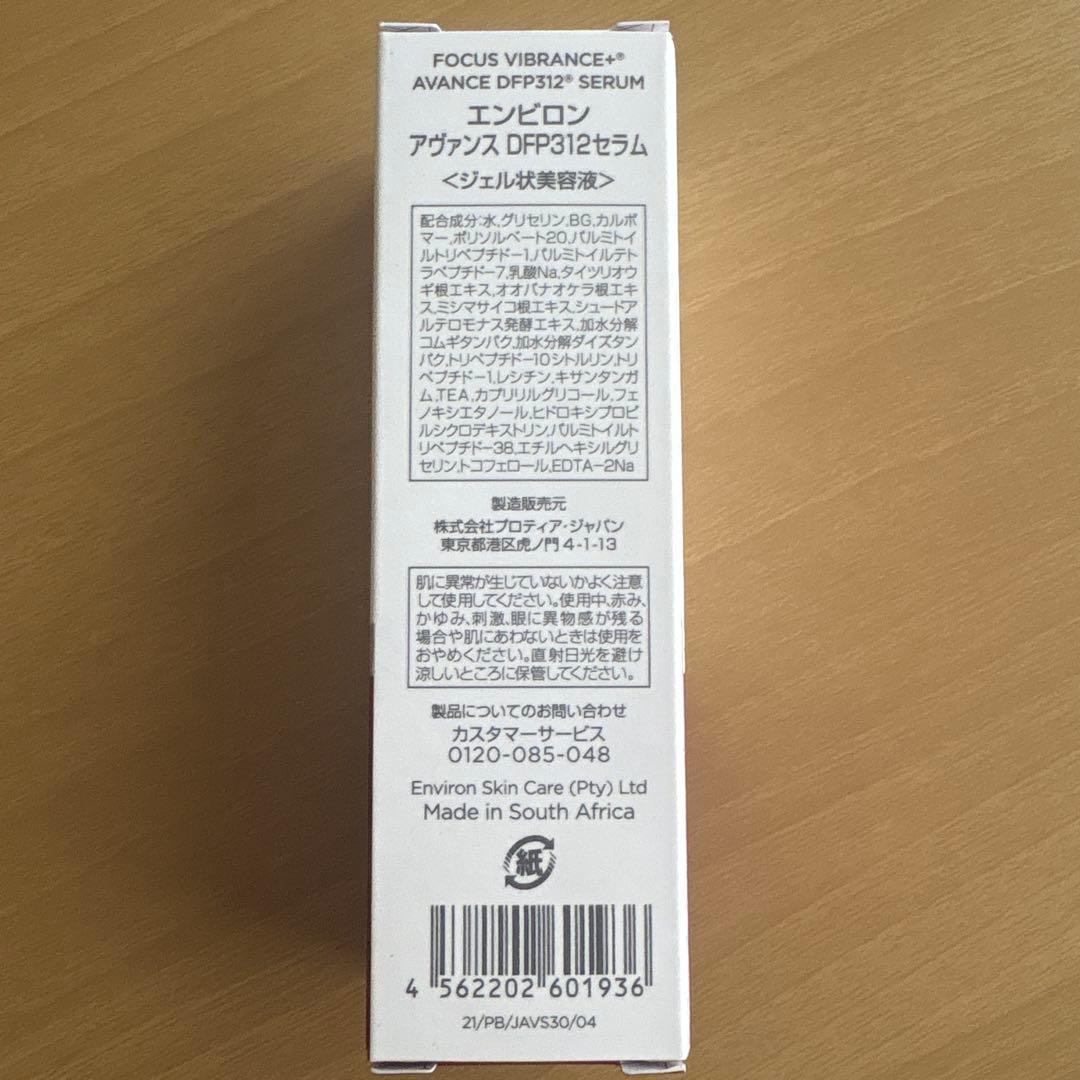 FOCUS VIBRANCE+®
AVANCE DFP312® SERUM
エンビロン
アヴァンス DFP312セラム
＜ジェル状美容液＞
配合成分:水,グリセリン,BG,カルボ
マー,ポリソルベート20,パルミトイ
ルトリペプチド-1,パルミトイルテト
ラペプチド-7,乳酸Na,タイツリオウ
ギ根エキス,オオバナオケラ根エキ
ス,ミシマサイコ根エキス,シュードア
ルテロモナス発酵エキス,加水分解
コムギタンパク,加水分解ダイズタン
パク,トリペプチド-10シトルリン,トリ
ペプチド-1,レシチン,キサンタンガ
ム,TEA,カプリリルグリコール,フェ
ノキシエタノール,ヒドロキシプロピ
ルシクロデキストリン,パルミトイルト
リペプチド-38,エチルヘキシルグリ
セリン,トコフェロール,EDTA-2Na
製造販売元
株式会社プロティア・ジャパン
東京都港区虎ノ門 4-1-13
肌に異常が生じていないかよく注意
して使用してください。使用中、赤み、
かゆみ、刺激、眼に異物感が残る
場合や肌にあわないときは使用を
おやめください。直射日光を避け
涼しいところに保管してください。
製品についてのお問い合わせ
カスタマーサービス
0120-085-048
Environ Skin Care (Pty) Ltd
Made in South Africa
紙
4 562202 601936
21/PB/JAVS30/04